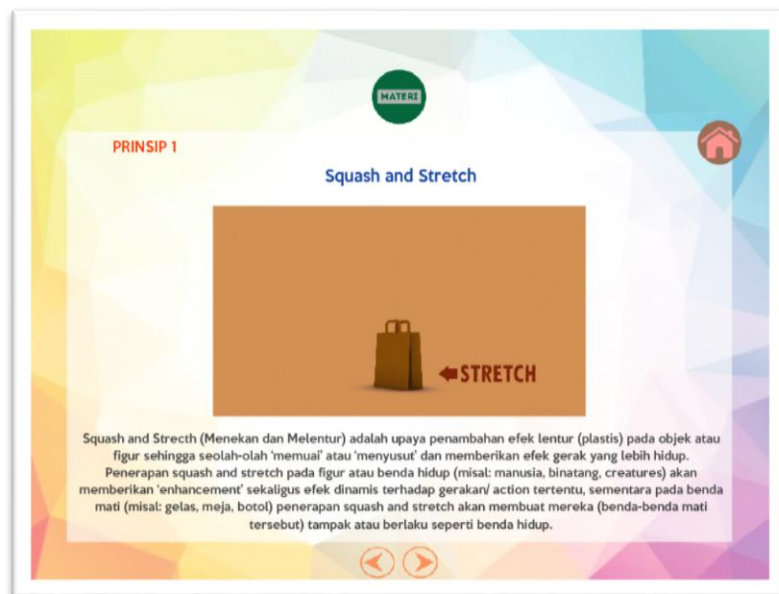 MATERI
PRINSIP 1
Squash and Stretch
STRETCH
Squash and Strecth (Menekan dan Melentur) adalah upaya penambahan efek lentur (plastis) pada objek atau
figur sehingga seolah-olah 'memuai' atau 'menyusut' dan memberikan efek gerak yang lebih hidup.
Penerapan squash and stretch pada figur atau benda hidup (misal: manusia, binatang, creatures) akan
memberikan 'enhancement' sekaligus efek dinamis terhadap gerakan/ action tertentu, sementara pada benda
mati (misal: gelas, meja, botol) penerapan squash and stretch akan membuat mereka (benda-benda mati
tersebut) tampak atau berlaku seperti benda hidup.